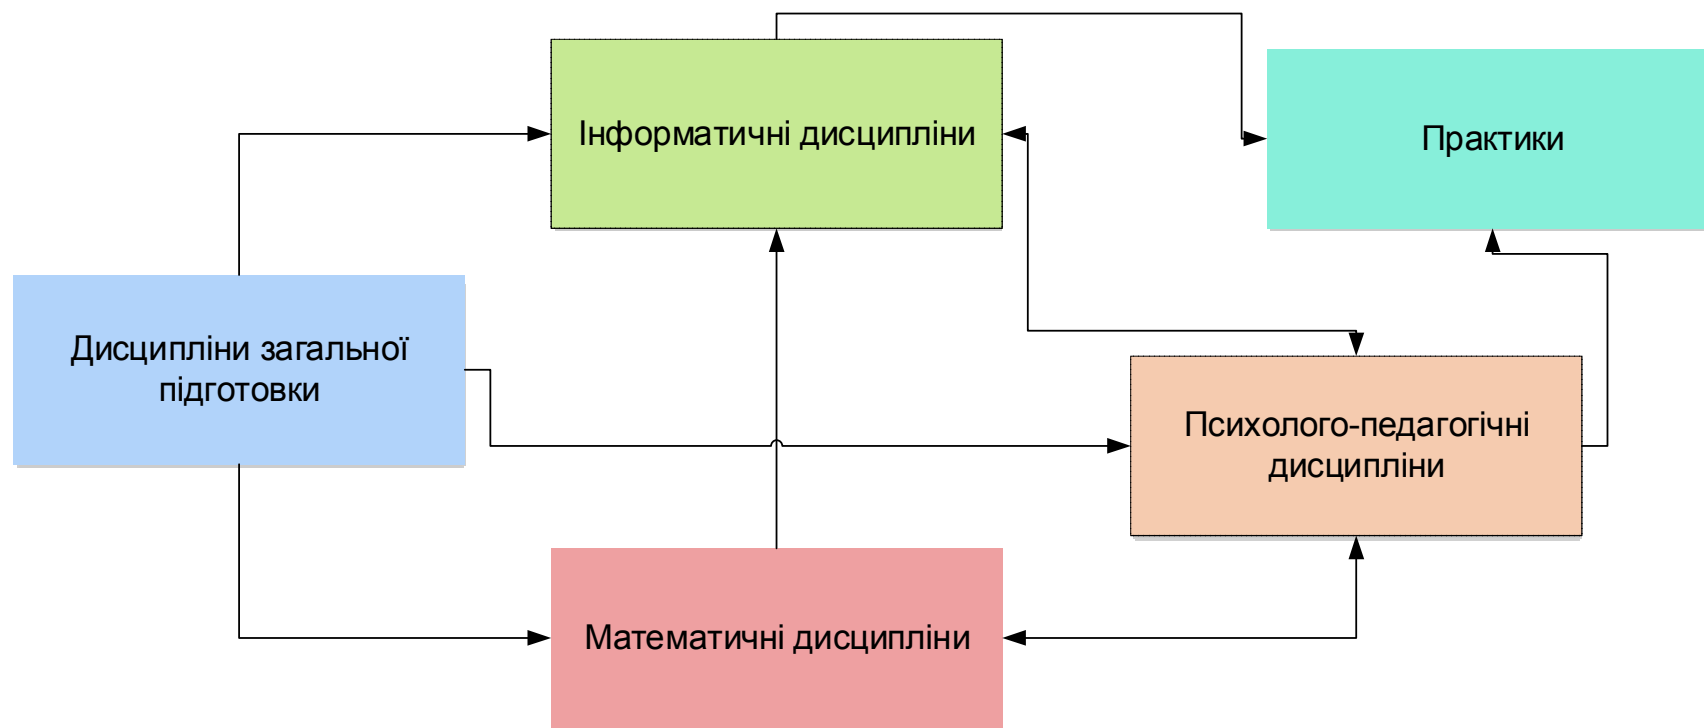 Інформатичні дисципліни
Практики
Дисципліни загальної
підготовки
Психолого-педагогічні
дисципліни
Математичні дисципліни